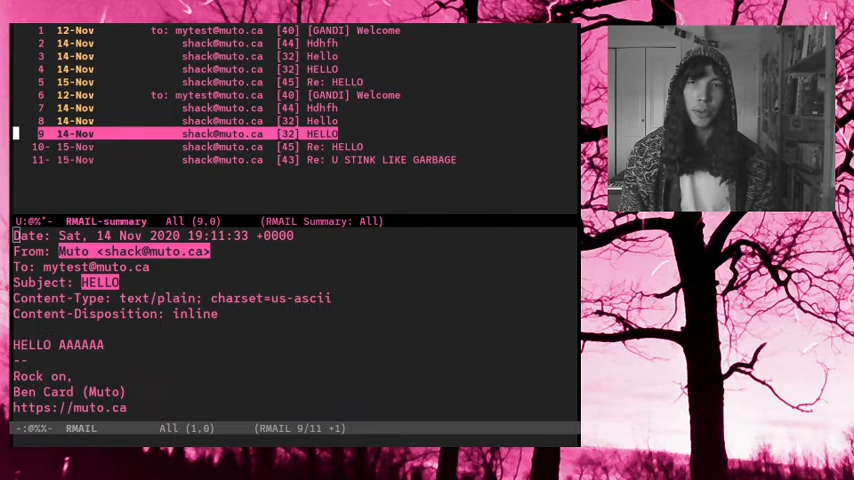 1 12-Nov to: mytest@muto.ca [40] [GANDI] Welcome
2 14-Nov shack@muto.ca [44] Hdhfh
3 14-Nov shack@muto.ca [32] Hello
4 14-Nov shack@muto.ca [32] HELLO
5 15-Nov shack@muto.ca [45] Re: HELLO
6 12-Nov to: mytest@muto.ca [40] [GANDI] Welcome
7 14-Nov shack@muto.ca [44] Hdhfh
8 14-Nov shack@muto.ca [32] Hello
9 14-Nov shack@muto.ca [32] HELLO
10- 15-Nov shack@muto.ca [45] Re: HELLO
11- 15-Nov shack@muto.ca [43] Re: U STINK LIKE GARBAGE
U:@%*- RMAIL-summary All (9,0) (RMAIL Summary: All)
Date: Sat, 14 Nov 2020 19:11:33 +0000
From: Muto <shack@muto.ca>
To: mytest@muto.ca
Subject: HELLO
Content-Type: text/plain; charset=us-ascii
Content-Disposition: inline
HELLO AAAAAA
--
Rock on,
Ben Card (Muto)
https://muto.ca
-:@%%- RMAIL All (1,0) (RMAIL 9/11 +1)